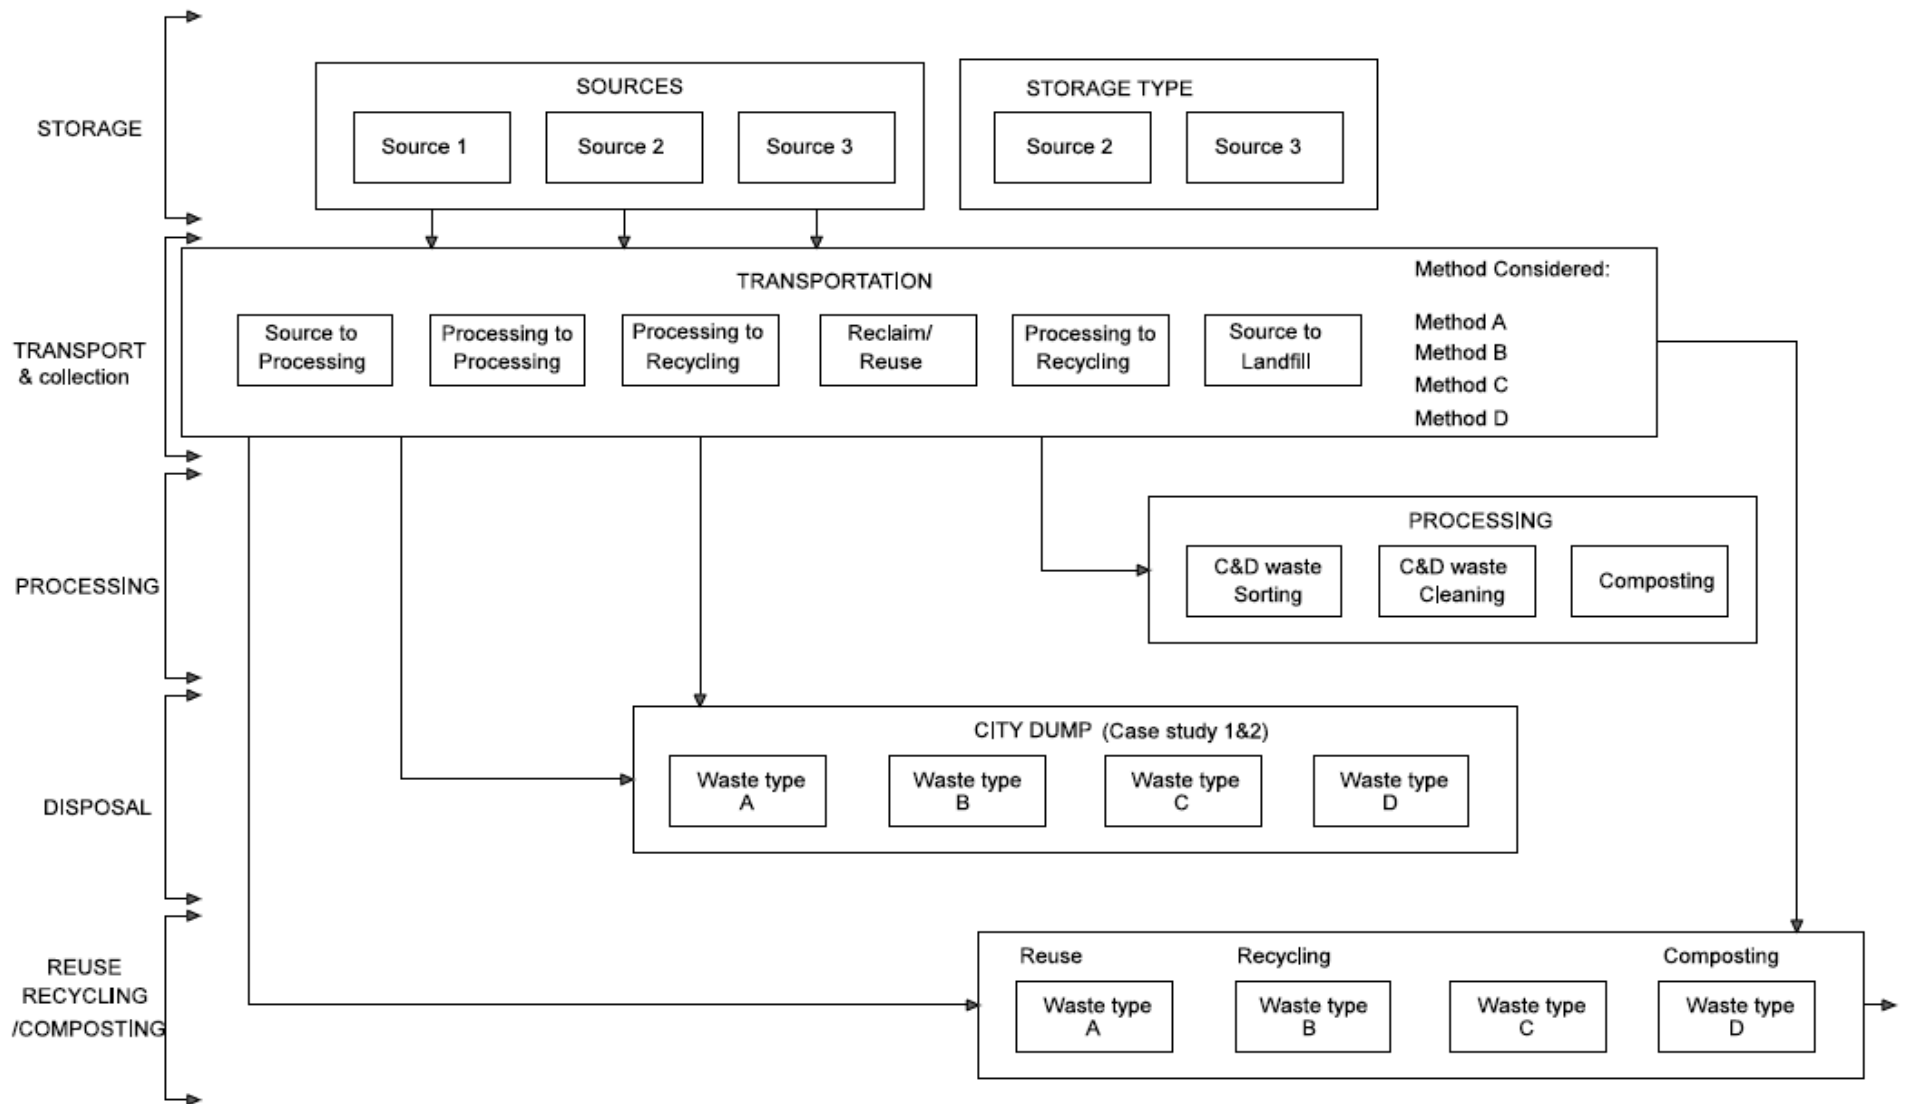 STORAGE
SOURCES
Source 1
Source 2
Source 3
STORAGE TYPE
Source 2
Source 3
TRANSPORT
& collection
TRANSPORTATION
Source to
Processing
Processing to
Processing
Processing to
Recycling
Reclaim/
Reuse
Processing to
Recycling
Source to
Landfill
Method Considered:
Method A
Method B
Method C
Method D
PROCESSING
PROCESSING
C&D waste
Sorting
C&D waste
Cleaning
Composting
DISPOSAL
CITY DUMP (Case study 1&2)
Waste type
A
Waste type
B
Waste type
C
Waste type
D
REUSE
RECYCLING
/COMPOSTING
Reuse
Recycling
Composting
Waste type
A
Waste type
B
Waste type
C
Waste type
D